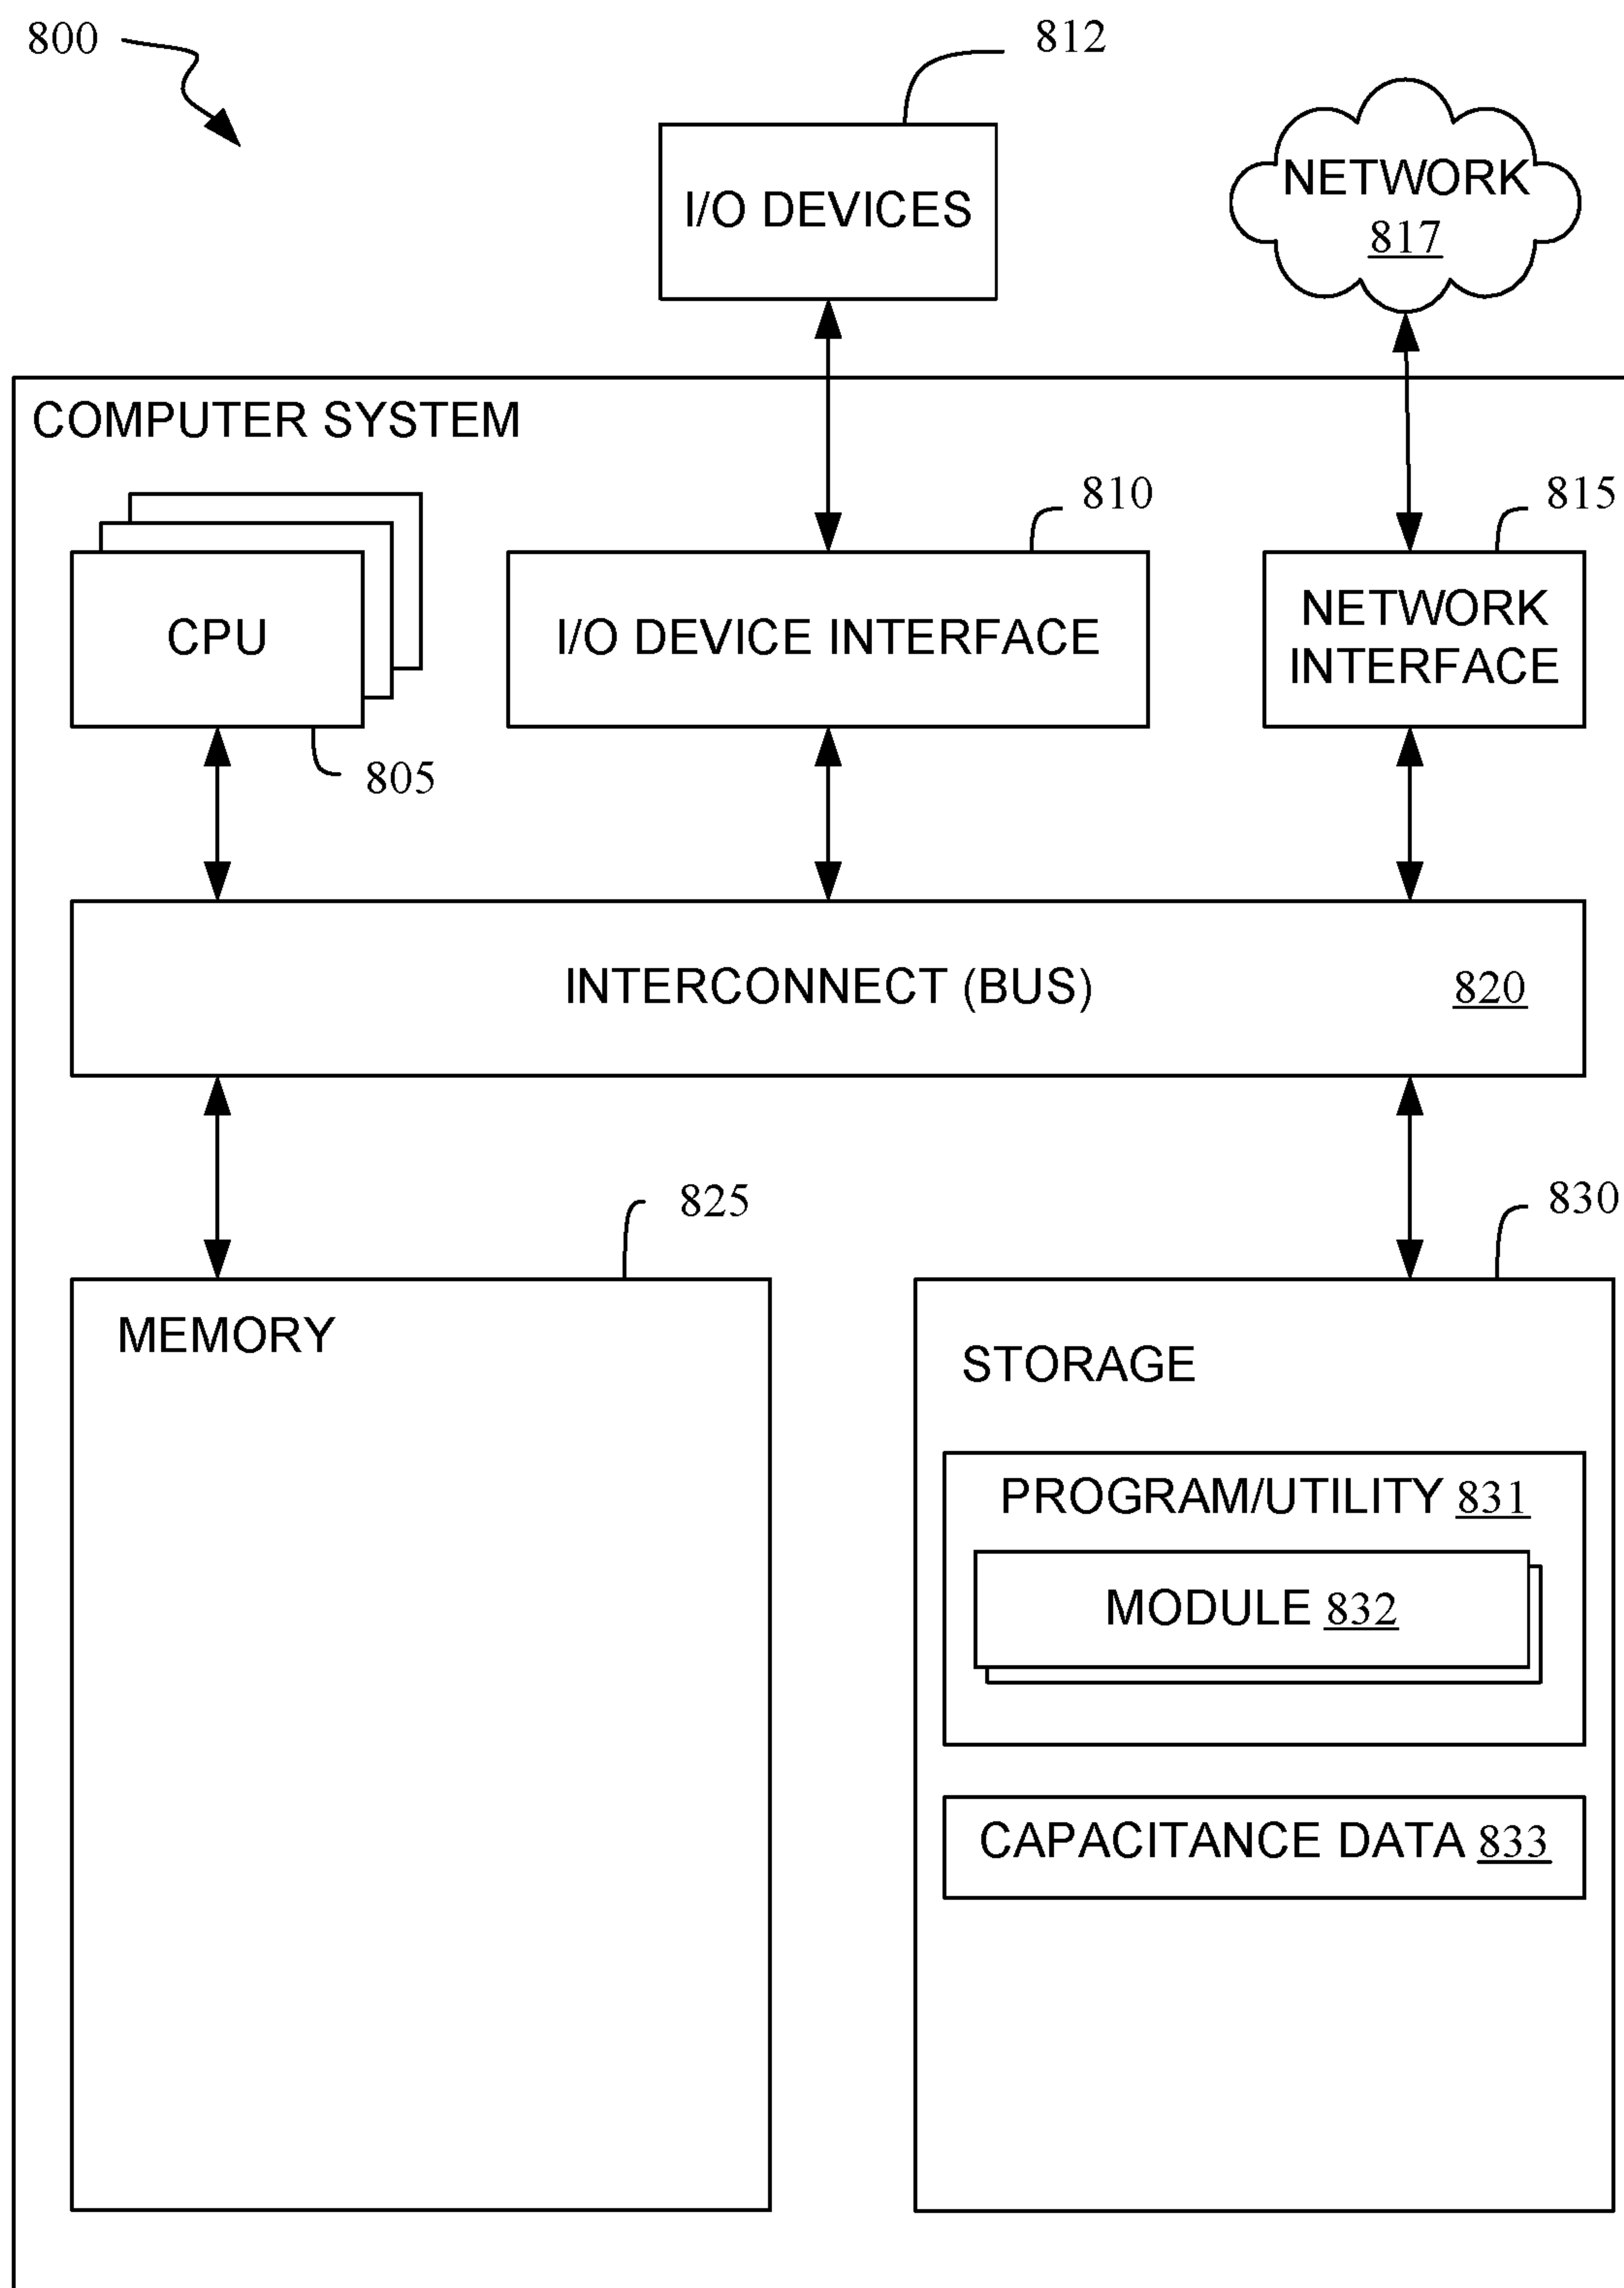 800
812
I/O DEVICES
NETWORK
817
COMPUTER SYSTEM
810
815
CPU
I/O DEVICE INTERFACE
NETWORK
INTERFACE
805
INTERCONNECT (BUS)
820
825
830
MEMORY
STORAGE
PROGRAM/UTILITY 831
MODULE 832
CAPACITANCE DATA 833